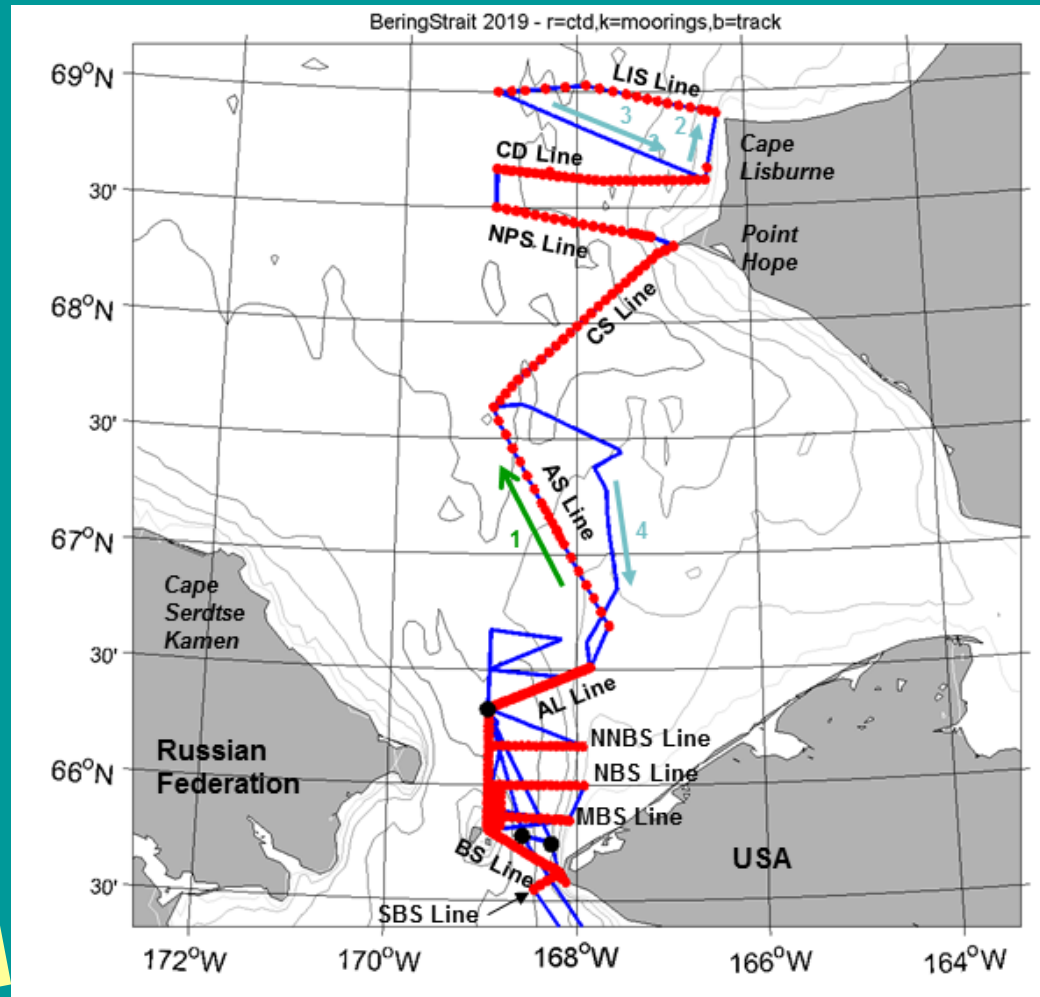 BeringStrait 2019 - r=ctd,k=moorings,b=track
69°N
LIS Line
3
2
CD Line
Cape
Lisburne
30'
NPS Line
Point
Hope
68°N
CS Line
30'
AS Line
1
4
67°N
Cape
Serdtse
Kamen
30'
AL Line
NNBS Line
Russian
Federation
66°N
NBS Line
MBS Line
BS Line
USA
30'
SBS Line
172°W
170°W
168°W
166°W
164°W